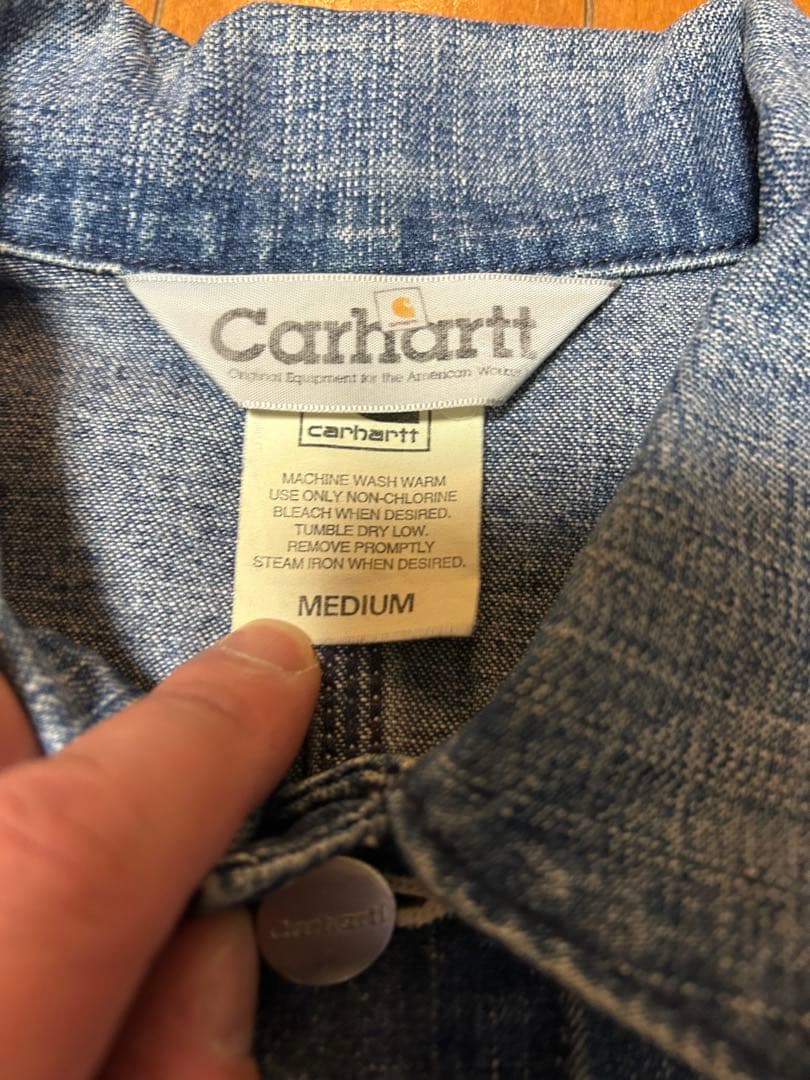 Carhartt
Original Equipment for the American Worker
carhartt
MACHINE WASH WARM
USE ONLY NON-CHLORINE
BLEACH WHEN DESIRED.
TUMBLE DRY LOW.
REMOVE PROMPTLY
STEAM IRON WHEN DESIRED.
MEDIUM
Carhartt